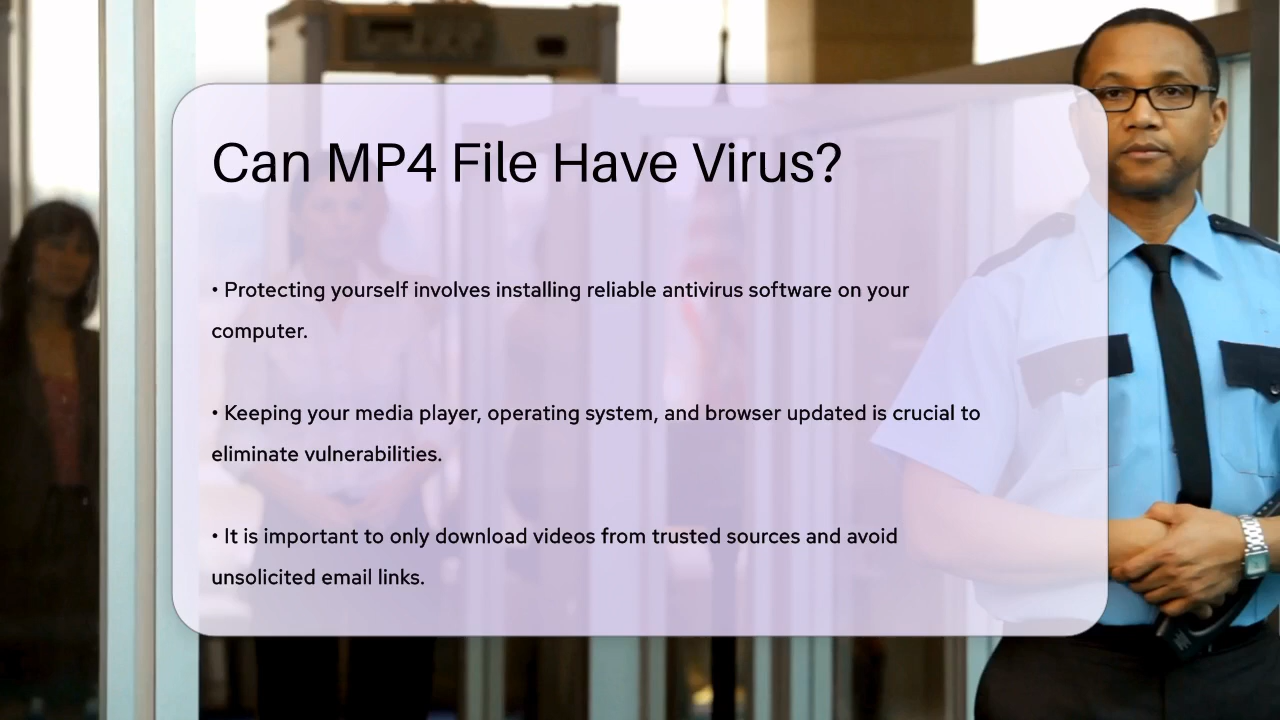 Can MP4 File Have Virus?
• Protecting yourself involves installing reliable antivirus software on your
computer.
• Keeping your media player, operating system, and browser updated is crucial to
eliminate vulnerabilities.
• It is important to only download videos from trusted sources and avoid
unsolicited email links.